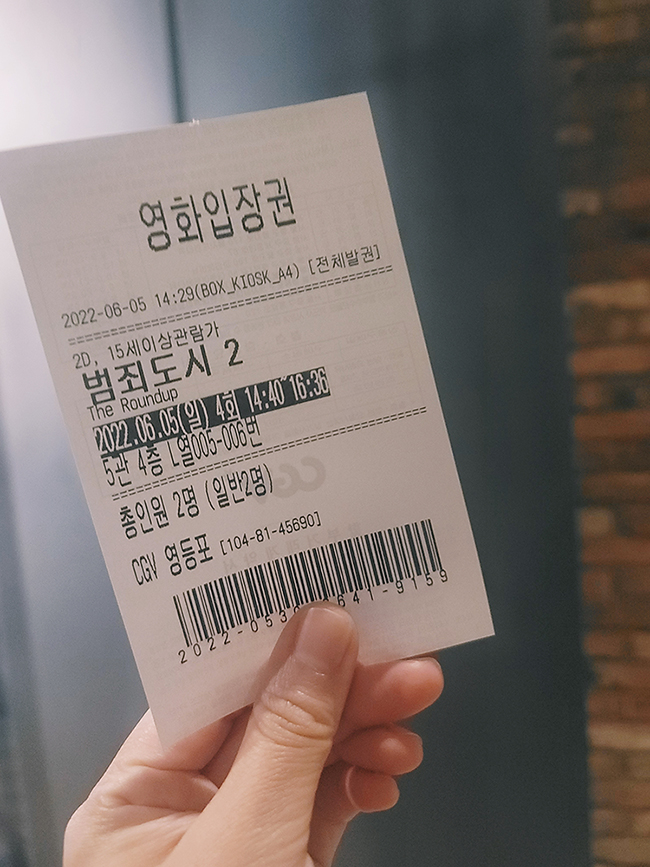 영화입장권
2022-06-05 14:29(BOX_KIOSK_A4) [전체발권]
2D, 15세이상관람가
범죄도시 2
The Roundup
2022.06.05(일) 4회 14:40~16:36
5관 4층 L열005-006번
총인원 2명 (일반2명)
CGV 영등포 [104-81-45690]